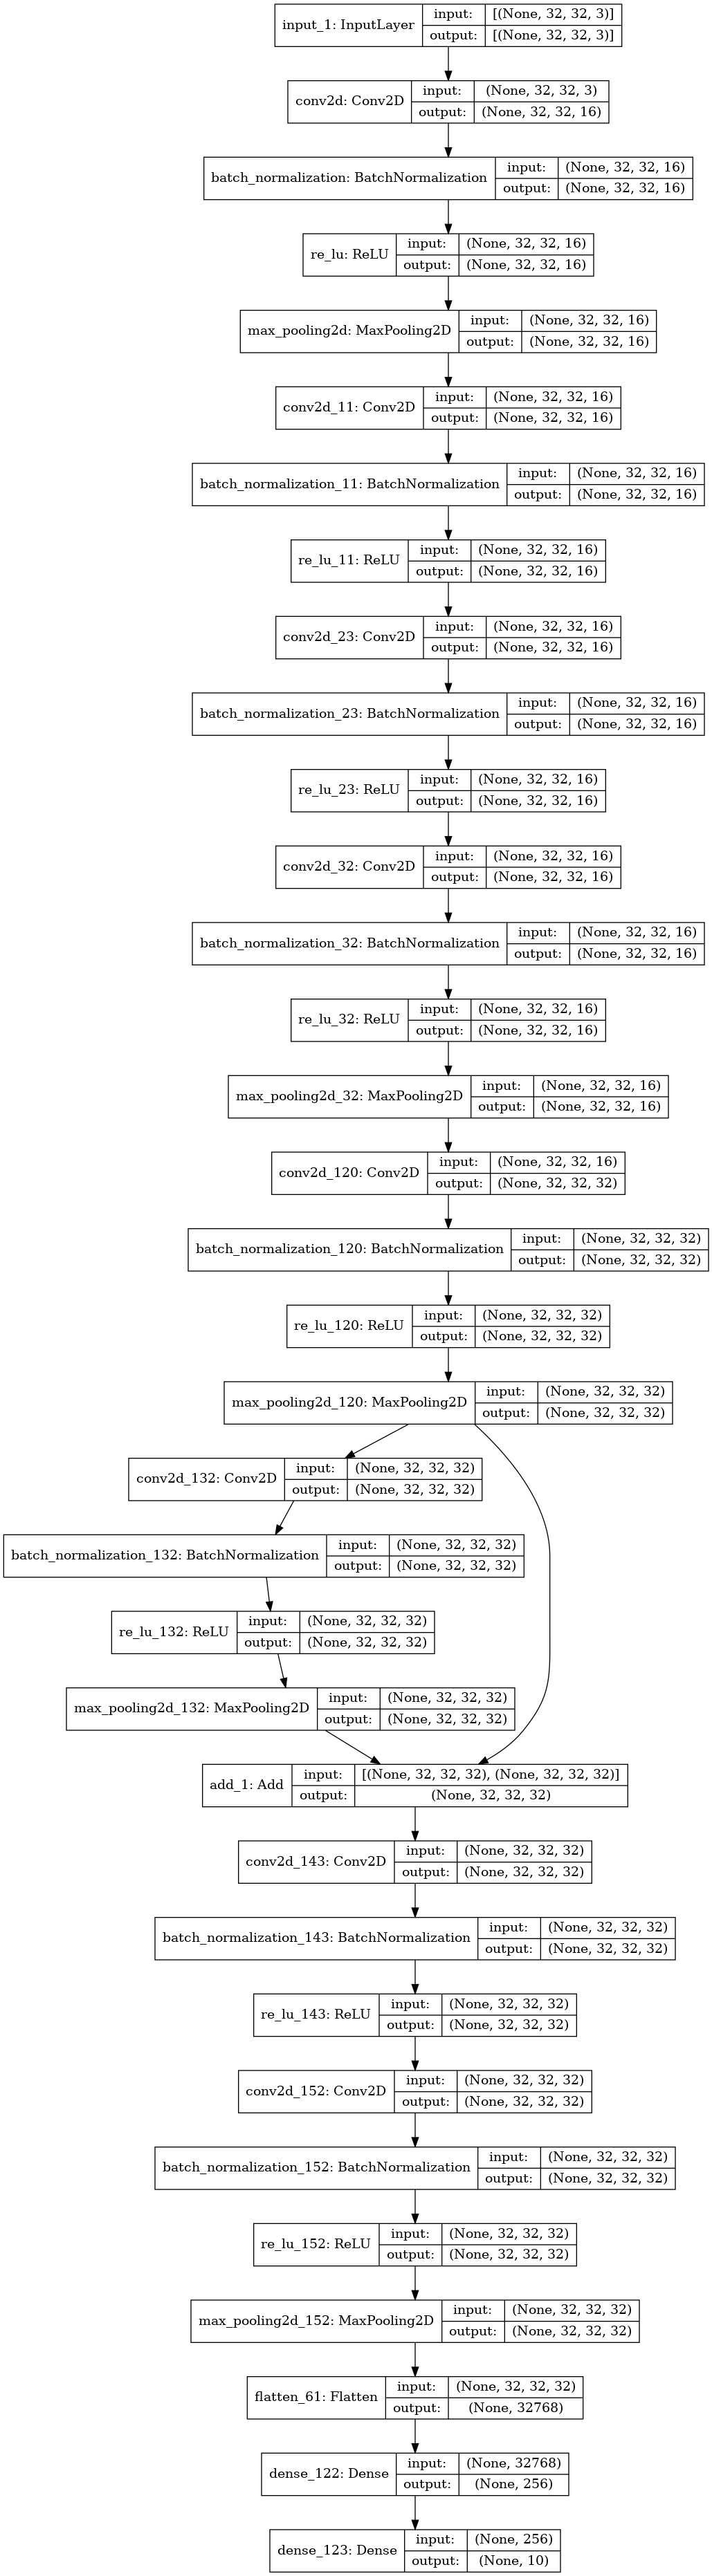 input_1: InputLayer
input: [(None, 32, 32, 3)]
output: [(None, 32, 32, 3)]
conv2d: Conv2D
input: (None, 32, 32, 3)
output: (None, 32, 32, 16)
batch_normalization: BatchNormalization
input: (None, 32, 32, 16)
output: (None, 32, 32, 16)
re_lu: ReLU
input: (None, 32, 32, 16)
output: (None, 32, 32, 16)
max_pooling2d: MaxPooling2D
input: (None, 32, 32, 16)
output: (None, 32, 32, 16)
conv2d_11: Conv2D
input: (None, 32, 32, 16)
output: (None, 32, 32, 16)
batch_normalization_11: BatchNormalization
input: (None, 32, 32, 16)
output: (None, 32, 32, 16)
re_lu_11: ReLU
input: (None, 32, 32, 16)
output: (None, 32, 32, 16)
conv2d_23: Conv2D
input: (None, 32, 32, 16)
output: (None, 32, 32, 16)
batch_normalization_23: BatchNormalization
input: (None, 32, 32, 16)
output: (None, 32, 32, 16)
re_lu_23: ReLU
input: (None, 32, 32, 16)
output: (None, 32, 32, 16)
conv2d_32: Conv2D
input: (None, 32, 32, 16)
output: (None, 32, 32, 16)
batch_normalization_32: BatchNormalization
input: (None, 32, 32, 16)
output: (None, 32, 32, 16)
re_lu_32: ReLU
input: (None, 32, 32, 16)
output: (None, 32, 32, 16)
max_pooling2d_32: MaxPooling2D
input: (None, 32, 32, 16)
output: (None, 32, 32, 16)
conv2d_120: Conv2D
input: (None, 32, 32, 16)
output: (None, 32, 32, 32)
batch_normalization_120: BatchNormalization
input: (None, 32, 32, 32)
output: (None, 32, 32, 32)
re_lu_120: ReLU
input: (None, 32, 32, 32)
output: (None, 32, 32, 32)
max_pooling2d_120: MaxPooling2D
input: (None, 32, 32, 32)
output: (None, 32, 32, 32)
conv2d_132: Conv2D
input: (None, 32, 32, 32)
output: (None, 32, 32, 32)
batch_normalization_132: BatchNormalization
input: (None, 32, 32, 32)
output: (None, 32, 32, 32)
re_lu_132: ReLU
input: (None, 32, 32, 32)
output: (None, 32, 32, 32)
max_pooling2d_132: MaxPooling2D
input: (None, 32, 32, 32)
output: (None, 32, 32, 32)
add_1: Add
input: [(None, 32, 32, 32), (None, 32, 32, 32)]
output: (None, 32, 32, 32)
conv2d_143: Conv2D
input: (None, 32, 32, 32)
output: (None, 32, 32, 32)
batch_normalization_143: BatchNormalization
input: (None, 32, 32, 32)
output: (None, 32, 32, 32)
re_lu_143: ReLU
input: (None, 32, 32, 32)
output: (None, 32, 32, 32)
conv2d_152: Conv2D
input: (None, 32, 32, 32)
output: (None, 32, 32, 32)
batch_normalization_152: BatchNormalization
input: (None, 32, 32, 32)
output: (None, 32, 32, 32)
re_lu_152: ReLU
input: (None, 32, 32, 32)
output: (None, 32, 32, 32)
max_pooling2d_152: MaxPooling2D
input: (None, 32, 32, 32)
output: (None, 32, 32, 32)
flatten_61: Flatten
input: (None, 32, 32, 32)
output: (None, 32768)
dense_122: Dense
input: (None, 32768)
output: (None, 256)
dense_123: Dense
input: (None, 256)
output: (None, 10)